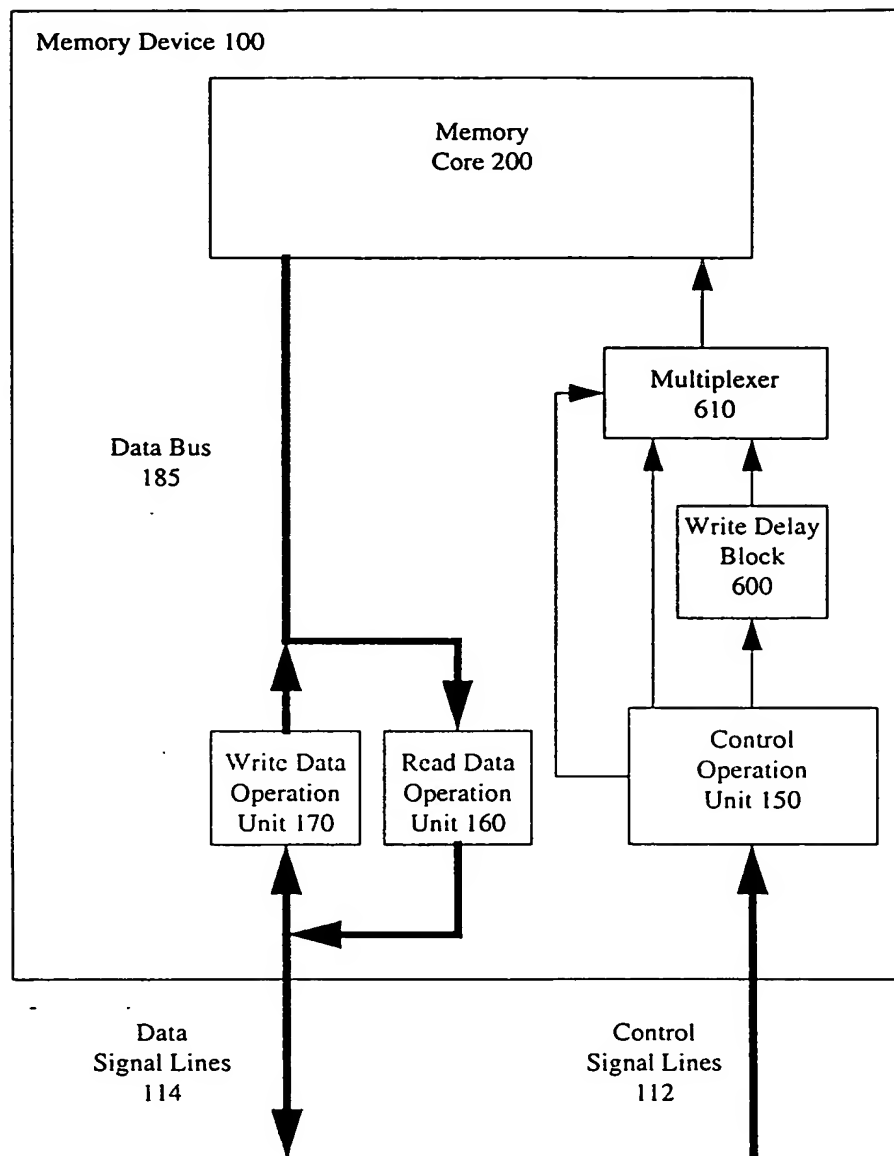 Memory Device 100
Memory
Core 200
Multiplexer
610
Data Bus
185
Write Delay
Block
600
Write Data
Operation
Unit 170
Read Data
Operation
Unit 160
Control
Operation
Unit 150
Data
Signal Lines
114
Control
Signal Lines
112